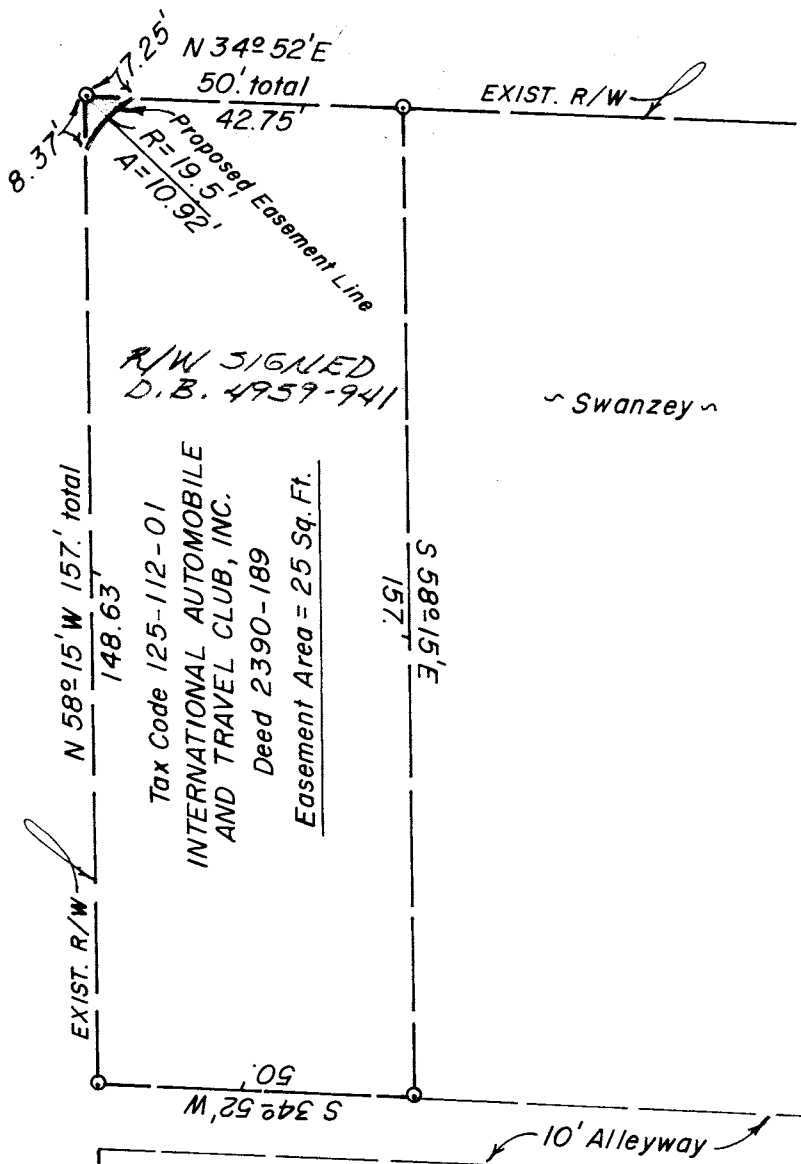 7.25'
N 34º 52' E
50.' total
42.75'
EXIST. R/W
8.37'
Proposed Easement Line
R=19.5'
A=10.92'
R/W SIGNED
D.B. 4959-941
~ Swanzey ~
N 58º 15' W 157.' total
148.63'
Tax Code 125-112-01
INTERNATIONAL AUTOMOBILE
AND TRAVEL CLUB, INC.
Deed 2390-189
Easement Area = 25 Sq. Ft.
S 58º 15' E
157.'
EXIST. R/W
50.'
S 34º 52' W
10' Alleyway